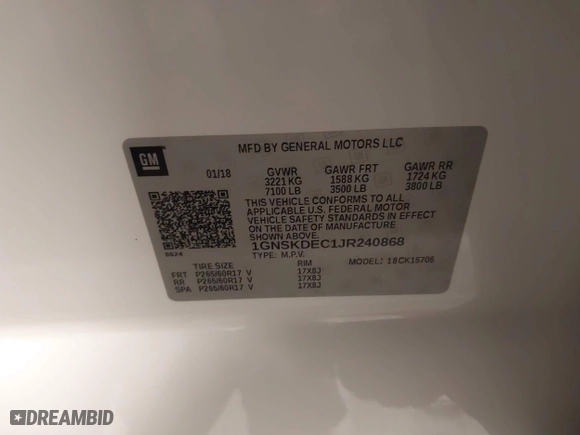 GM
MFD BY GENERAL MOTORS LLC
01/18 GVWR GAWR FRT GAWR RR
3221 KG 1588 KG 1724 KG
7100 LB 3500 LB 3800 LB
THIS VEHICLE CONFORMS TO ALL
APPLICABLE U.S. FEDERAL MOTOR
VEHICLE SAFETY STANDARDS IN EFFECT
ON THE DATE OF MANUFACTURE
SHOWN ABOVE.
1GNSKDEC1JR240868
TYPE: M.P.V. MODEL: 18CK15706
TIRE SIZE RIM
FRT P265/60R17 V 17X8J
RR P265/60R17 V 17X8J
SPA P265/60R17 V 17X8J
DREAMBID